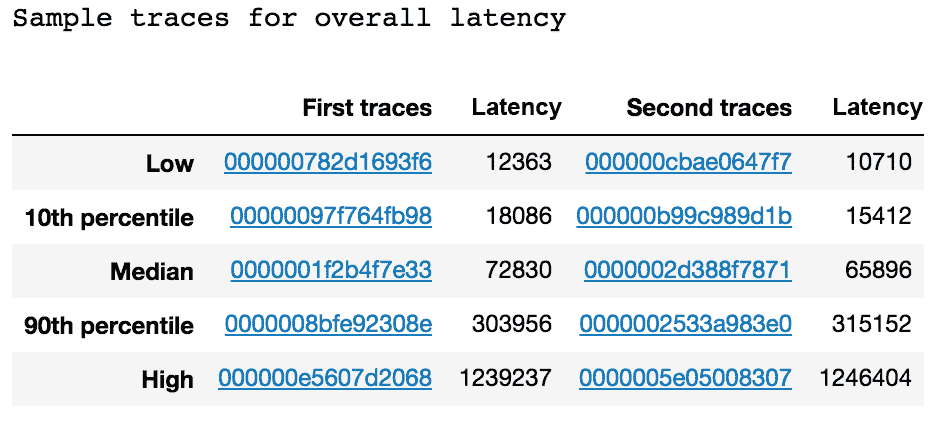 Sample traces for overall latency
First traces Latency Second traces Latency
Low 000000782d1693f6 12363 000000cbae0647f7 10710
10th percentile 00000097f764fb98 18086 000000b99c989d1b 15412
Median 0000001f2b4f7e33 72830 0000002d388f7871 65896
90th percentile 0000008bfe92308e 303956 0000002533a983e0 315152
High 000000e5607d2068 1239237 0000005e05008307 1246404